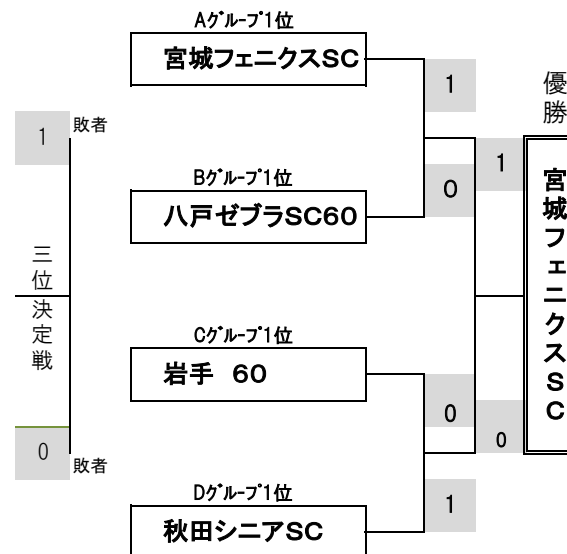 Aグループ1位
宮城フェニクスSC
1
優勝
1
敗者
1
Bグループ1位
八戸ゼブラSC60
0
宮城フェニクスSC
三位決定戦
Cグループ1位
岩手 60
0
0
0
敗者
Dグループ1位
秋田シニアSC
1